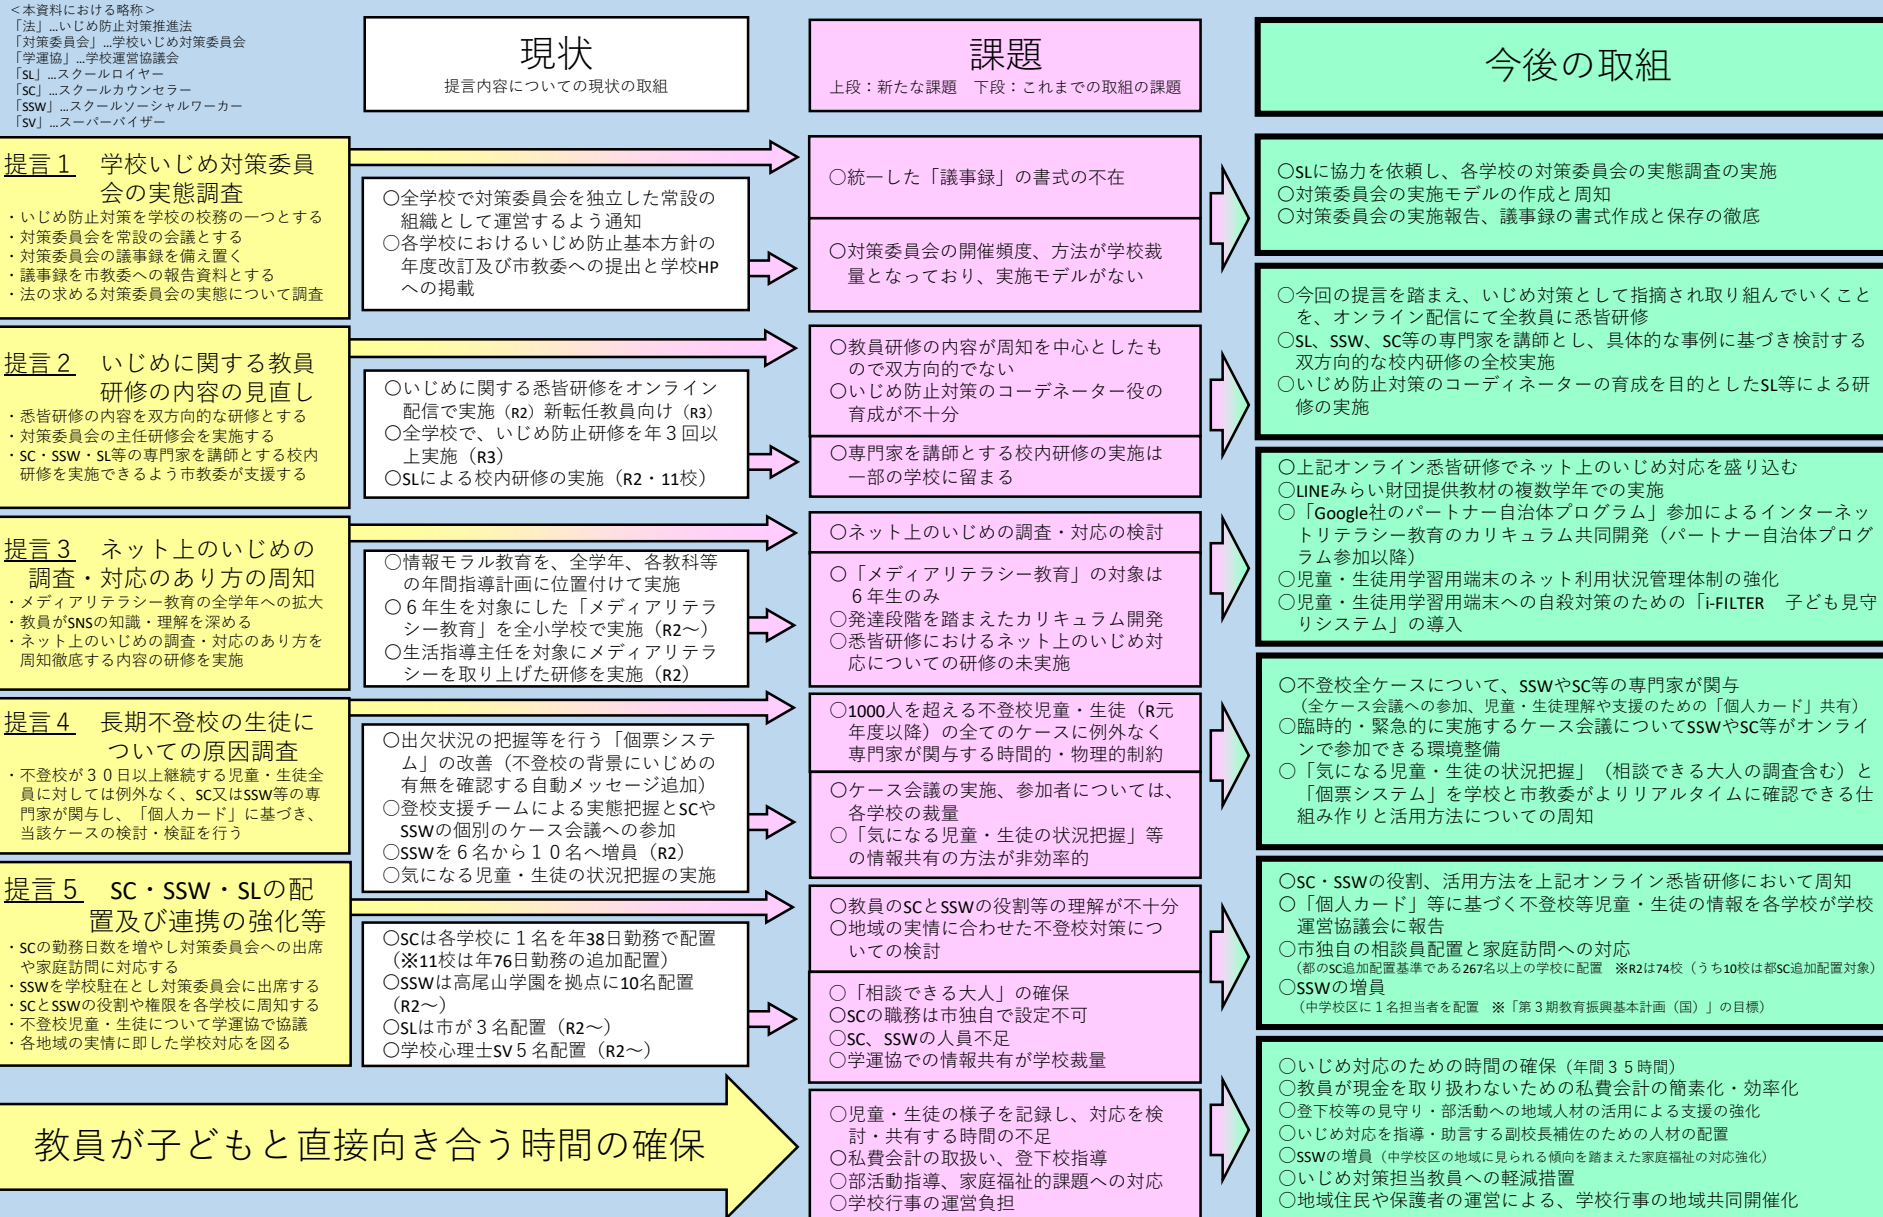 ＜本資料における略称＞
「法」…いじめ防止対策推進法
「対策委員会」…学校いじめ対策委員会
「学運協」…学校運営協議会
「SL」…スクールロイヤー
「SC」…スクールカウンセラー
「SSW」…スクールソーシャルワーカー
「SV」…スーパーバイザー
現状
提言内容についての現状の取組
課題
上段：新たな課題　下段：これまでの取組の課題
今後の取組
提言１　学校いじめ対策委員
会の実態調査
・いじめ防止対策を学校の校務の一つとする
・対策委員会を常設の会議とする
・対策委員会の議事録を備え置く
・議事録を市教委への報告資料とする
・法の求める対策委員会の実態について調査
〇全学校で対策委員会を独立した常設の
組織として運営するよう通知
〇各学校におけるいじめ防止基本方針の
年度改訂及び市教委への提出と学校HP
への掲載
〇統一した「議事録」の書式の不在
〇対策委員会の開催頻度、方法が学校裁
量となっており、実施モデルがない
〇SLに協力を依頼し、各学校の対策委員会の実態調査の実施
〇対策委員会の実施モデルの作成と周知
〇対策委員会の実施報告、議事録の書式作成と保存の徹底
提言２　いじめに関する教員
研修の内容の見直し
・悉皆研修の内容を双方向的な研修とする
・対策委員会の主任研修会を実施する
・SC・SSW・SL等の専門家を講師とする校内
研修を実施できるよう市教委が支援する
〇いじめに関する悉皆研修をオンライン
配信で実施（R2）新転任教員向け（R3）
〇全学校で、いじめ防止研修を年３回以
上実施（R3）
〇SLによる校内研修の実施（R2・11校）
〇教員研修の内容が周知を中心としたも
ので双方向的でない
〇いじめ防止対策のコーデネーター役の
育成が不十分
〇専門家を講師とする校内研修の実施は
一部の学校に留まる
〇今回の提言を踏まえ、いじめ対策として指摘され取り組んでいくこと
を、オンライン配信にて全教員に悉皆研修
〇SL、SSW、SC等の専門家を講師とし、具体的な事例に基づき検討する
双方向的な校内研修の全校実施
〇いじめ防止対策のコーディネーターの育成を目的としたSL等による研
修の実施
提言３　ネット上のいじめの
調査・対応のあり方の周知
・メディアリテラシー教育の全学年への拡大
・教員がSNSの知識・理解を深める
・ネット上のいじめの調査・対応のあり方を
周知徹底する内容の研修を実施
〇情報モラル教育を、全学年、各教科等
の年間指導計画に位置付けて実施
〇６年生を対象にした「メディアリテラ
シー教育」を全小学校で実施（R2～）
〇生活指導主任を対象にメディアリテラ
シーを取り上げた研修を実施（R2）
〇ネット上のいじめの調査・対応の検討
〇「メディアリテラシー教育」の対象は
６年生のみ
〇発達段階を踏まえたカリキュラム開発
〇悉皆研修におけるネット上のいじめ対
応についての研修の未実施
〇上記オンライン悉皆研修でネット上のいじめ対応を盛り込む
〇LINEみらい財団提供教材の複数学年での実施
〇「Google社のパートナー自治体プログラム」参加によるインターネッ
トリテラシー教育のカリキュラム共同開発（パートナー自治体プログ
ラム参加以降）
〇児童・生徒用学習用端末のネット利用状況管理体制の強化
〇児童・生徒用学習用端末への自殺対策のための「i-FILTER　子ども見守
りシステム」の導入
提言４　長期不登校の生徒に
ついての原因調査
・不登校が３０日以上継続する児童・生徒全
員に対しては例外なく、SC又はSSW等の専
門家が関与し、「個人カード」に基づき、
当該ケースの検討・検証を行う
〇出欠状況の把握等を行う「個票システ
ム」の改善（不登校の背景にいじめの
有無を確認する自動メッセージ追加）
〇登校支援チームによる実態把握とSCや
SSWの個別のケース会議への参加
〇SSWを６名から１０名へ増員（R2）
〇気になる児童・生徒の状況把握の実施
〇1000人を超える不登校児童・生徒（R元
年度以降）の全てのケースに例外なく
専門家が関与する時間的・物理的制約
〇ケース会議の実施、参加者については、
各学校の裁量
〇「気になる児童・生徒の状況把握」等
の情報共有の方法が非効率的
〇不登校全ケースについて、SSWやSC等の専門家が関与
（全ケース会議への参加、児童・生徒理解や支援のための「個人カード」共有）
〇臨時的・緊急的に実施するケース会議についてSSWやSC等がオンライ
ンで参加できる環境整備
〇「気になる児童・生徒の状況把握」（相談できる大人の調査含む）と
「個票システム」を学校と市教委がよりリアルタイムに確認できる仕
組み作りと活用方法についての周知
提言５　SC・SSW・SLの配
置及び連携の強化等
・SCの勤務日数を増やし対策委員会への出席
や家庭訪問に対応する
・SSWを学校駐在とし対策委員会に出席する
・SCとSSWの役割や権限を各学校に周知する
・不登校児童・生徒について学運協で協議
・各地域の実情に即した学校対応を図る
〇SCは各学校に１名を年38日勤務で配置
（※11校は年76日勤務の追加配置）
〇SSWは高尾山学園を拠点に10名配置
（R2～）
〇SLは市が３名配置（R2～）
〇学校心理士SV５名配置（R2～）
〇教員のSCとSSWの役割等の理解が不十分
〇地域の実情に合わせた不登校対策につ
いての検討
〇「相談できる大人」の確保
〇SCの職務は市独自で設定不可
〇SC、SSWの人員不足
〇学運協での情報共有が学校裁量
〇SC・SSWの役割、活用方法を上記オンライン悉皆研修において周知
〇「個人カード」等に基づく不登校等児童・生徒の情報を各学校が学校
運営協議会に報告
〇市独自の相談員配置と家庭訪問への対応
（都のSC追加配置基準である267名以上の学校に配置　※R2は74校（うち10校は都SC追加配置対象）
〇SSWの増員
（中学校区に１名担当者を配置　※「第３期教育振興基本計画（国）」の目標）
教員が子どもと直接向き合う時間の確保
〇児童・生徒の様子を記録し、対応を検
討・共有する時間の不足
〇私費会計の取扱い、登下校指導
〇部活動指導、家庭福祉的課題への対応
〇学校行事の運営負担
〇いじめ対応のための時間の確保（年間３５時間）
〇教員が現金を取り扱わないための私費会計の簡素化・効率化
〇登下校等の見守り・部活動への地域人材の活用による支援の強化
〇いじめ対応を指導・助言する副校長補佐のための人材の配置
〇SSWの増員（中学校区の地域に見られる傾向を踏まえた家庭福祉の対応強化）
〇いじめ対策担当教員への軽減措置
〇地域住民や保護者の運営による、学校行事の地域共同開催化